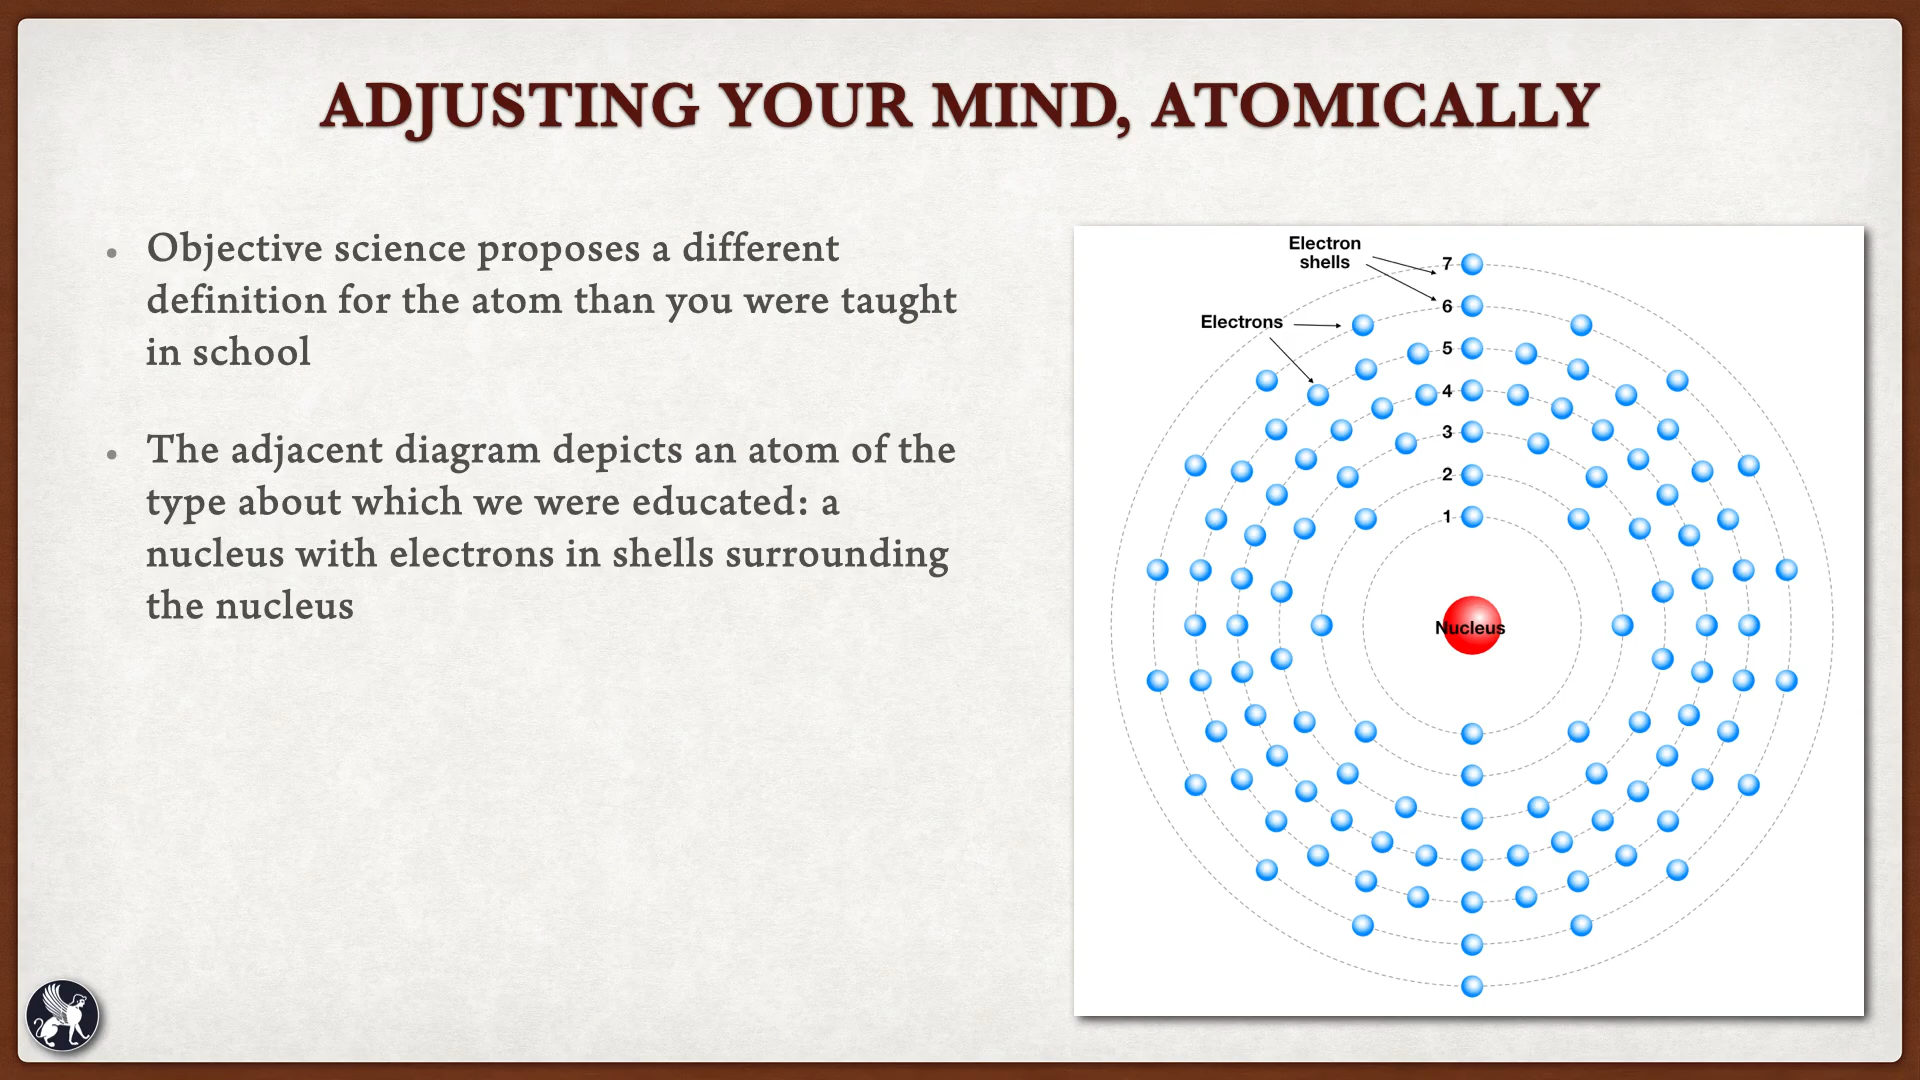 ADJUSTING YOUR MIND, ATOMICALLY
• Objective science proposes a different
definition for the atom than you were taught
in school
• The adjacent diagram depicts an atom of the
type about which we were educated: a
nucleus with electrons in shells surrounding
the nucleus
Electron
shells
Electrons
7
6
5
4
3
2
1
Nucleus